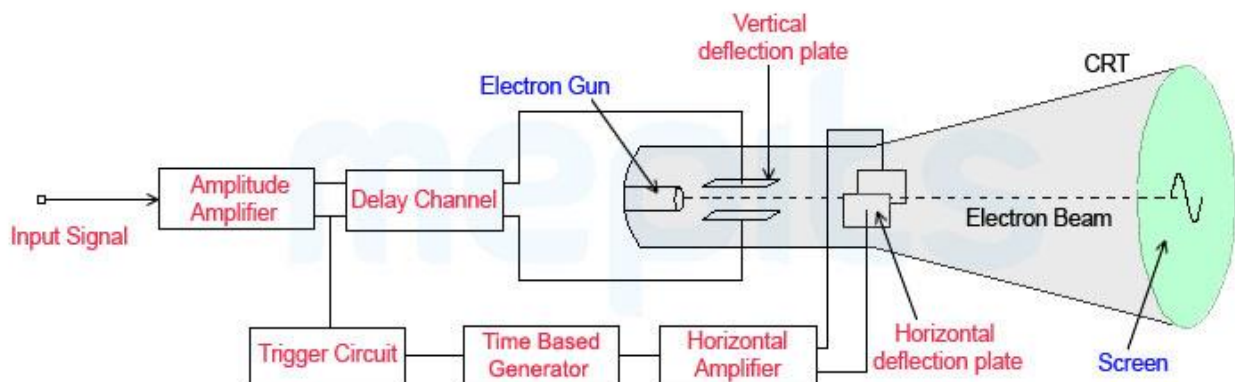 Vertical
deflection plate
CRT
Electron Gun
mepits
Amplitude
Amplifier
Delay Channel
Input Signal
Electron Beam
Trigger Circuit
Time Based
Generator
Horizontal
Amplifier
Horizontal
deflection plate
Screen